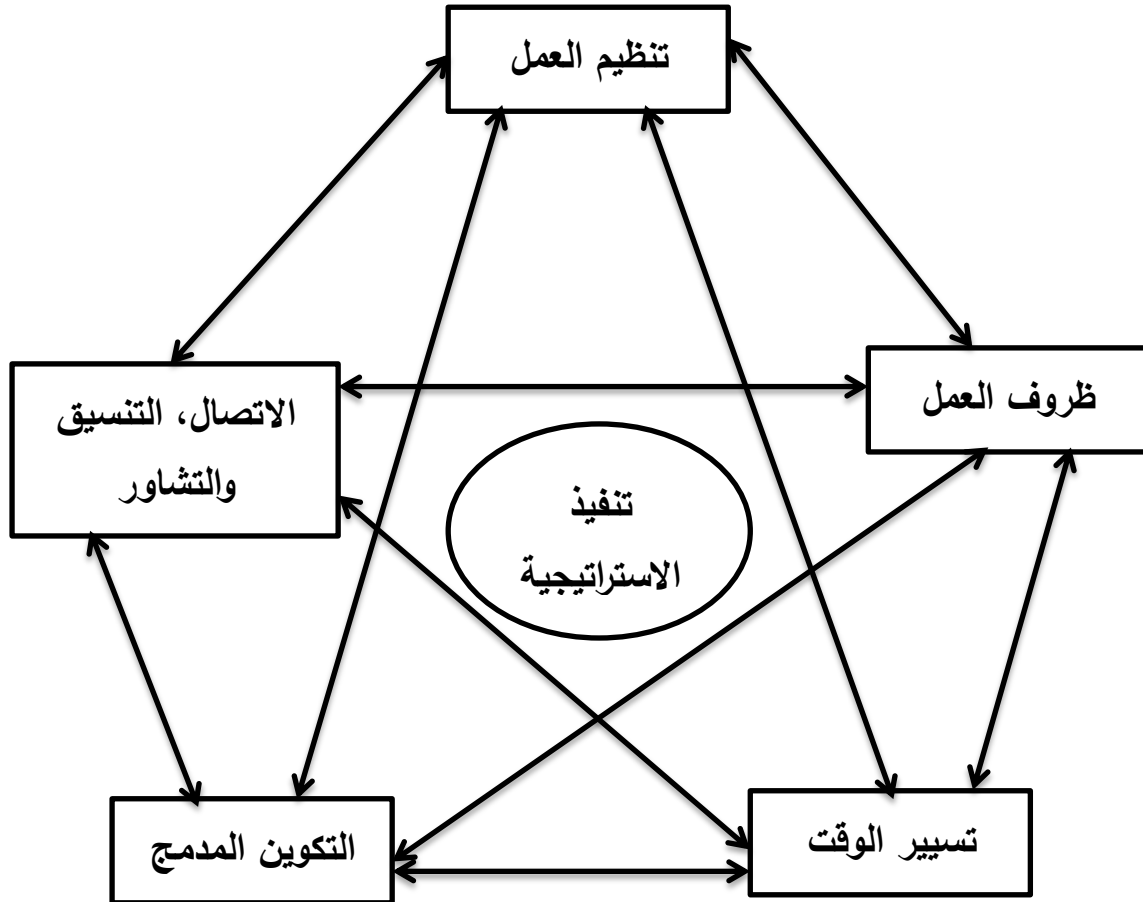 تنظيم العمل
ظروف العمل
الاتصال، التنسيق
والتشاور
تنفيذ
الاستراتيجية
تسيير الوقت
التكوين المدمج